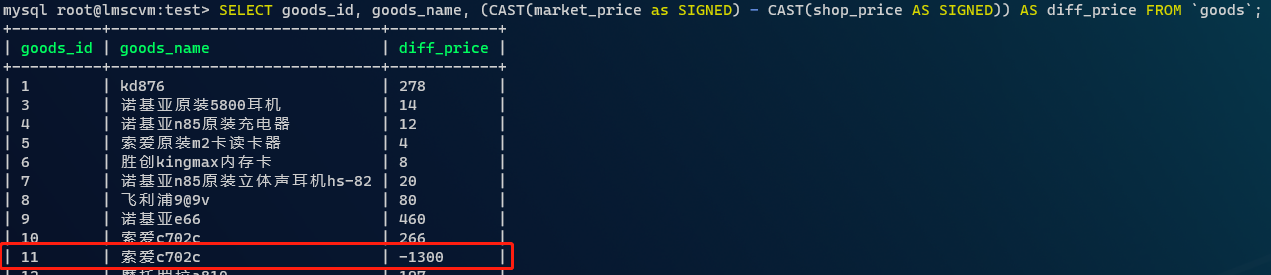 mysql root@lmscvm:test> SELECT goods_id, goods_name, (CAST(market_price as SIGNED) - CAST(shop_price AS SIGNED)) AS diff_price FROM `goods`;
+----------+----------------------------+------------+
| goods_id | goods_name | diff_price |
+----------+----------------------------+------------+
| 1 | kd876 | 278 |
| 3 | 诺基亚原装5800耳机 | 14 |
| 4 | 诺基亚n85原装充电器 | 12 |
| 5 | 索爱原装m2卡读卡器 | 4 |
| 6 | 胜创kingmax内存卡 | 8 |
| 7 | 诺基亚n85原装立体声耳机hs-82 | 20 |
| 8 | 飞利浦9@9v | 80 |
| 9 | 诺基亚e66 | 460 |
| 10 | 索爱c702c | 266 |
| 11 | 索爱c702c | -1300 |